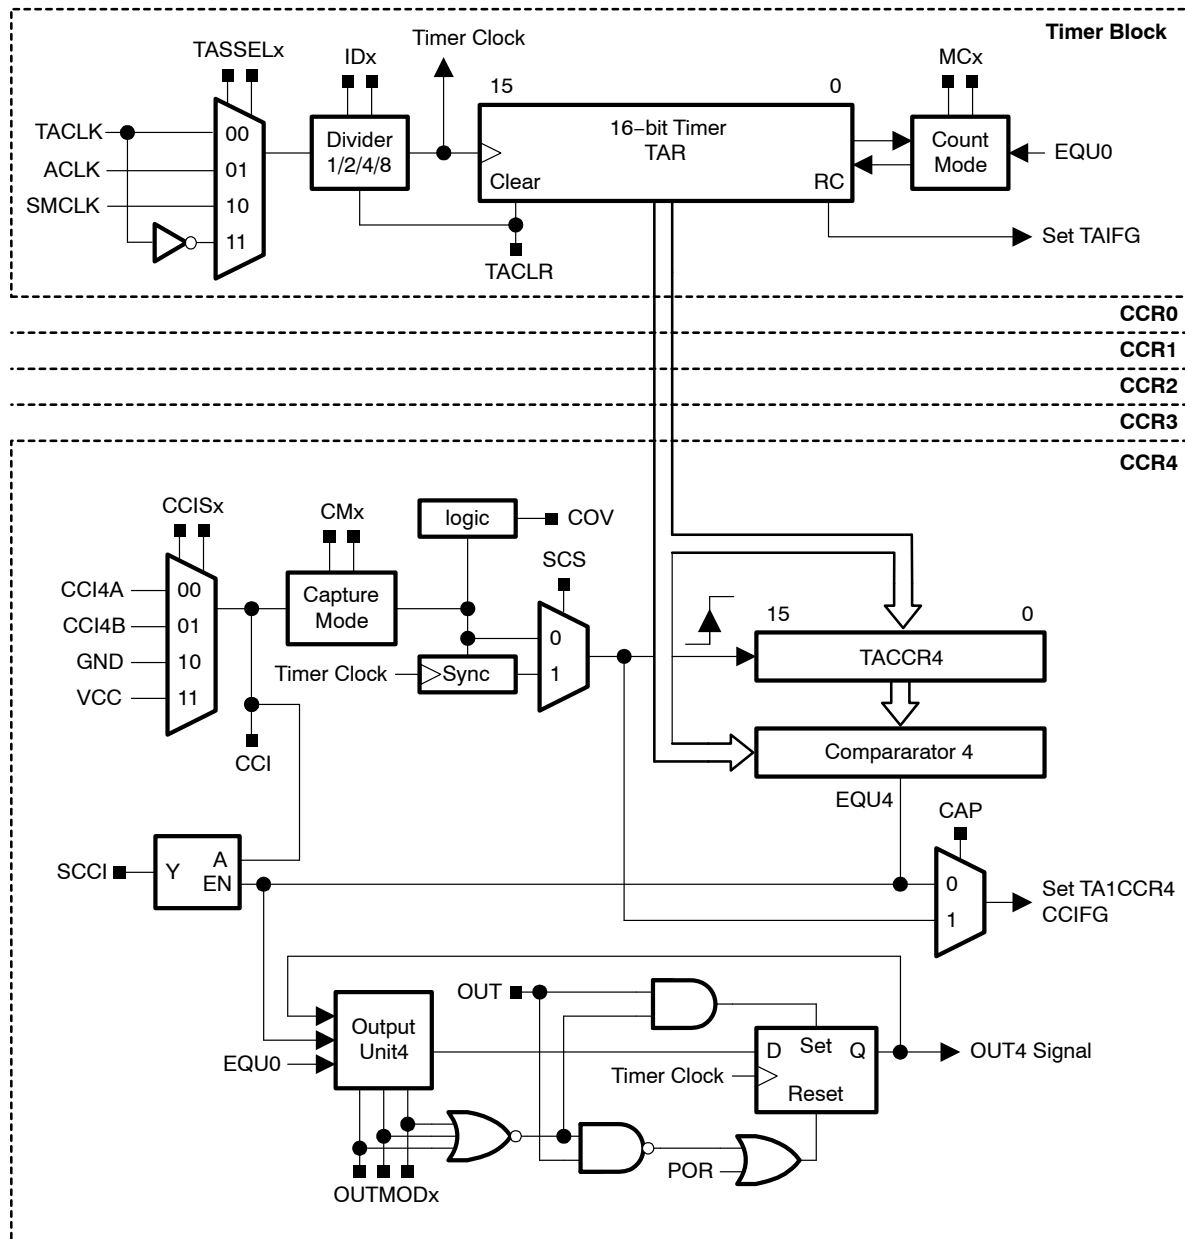 Timer Block
Timer Clock
TASSELx
IDx
MCx
15
0
TACLK
00
Divider
1/2/4/8
16−bit Timer
TAR
Count
Mode
EQU0
ACLK
01
SMCLK
10
Clear
RC
11
Set TAIFG
TACLR
CCR0
CCR1
CCR2
CCR3
CCR4
CCISx
CMx
logic
COV
SCS
CCI4A
00
Capture
Mode
15
0
CCI4B
01
0
GND
10
TACCR4
Timer Clock
Sync
1
VCC
11
CCI
Compararator 4
EQU4
CAP
SCCI
Y
A
EN
0
Set TA1CCR4
CCIFG
1
OUT
Output
Unit4
EQU0
D
Set
Q
OUT4 Signal
Timer Clock
Reset
POR
OUTMODx